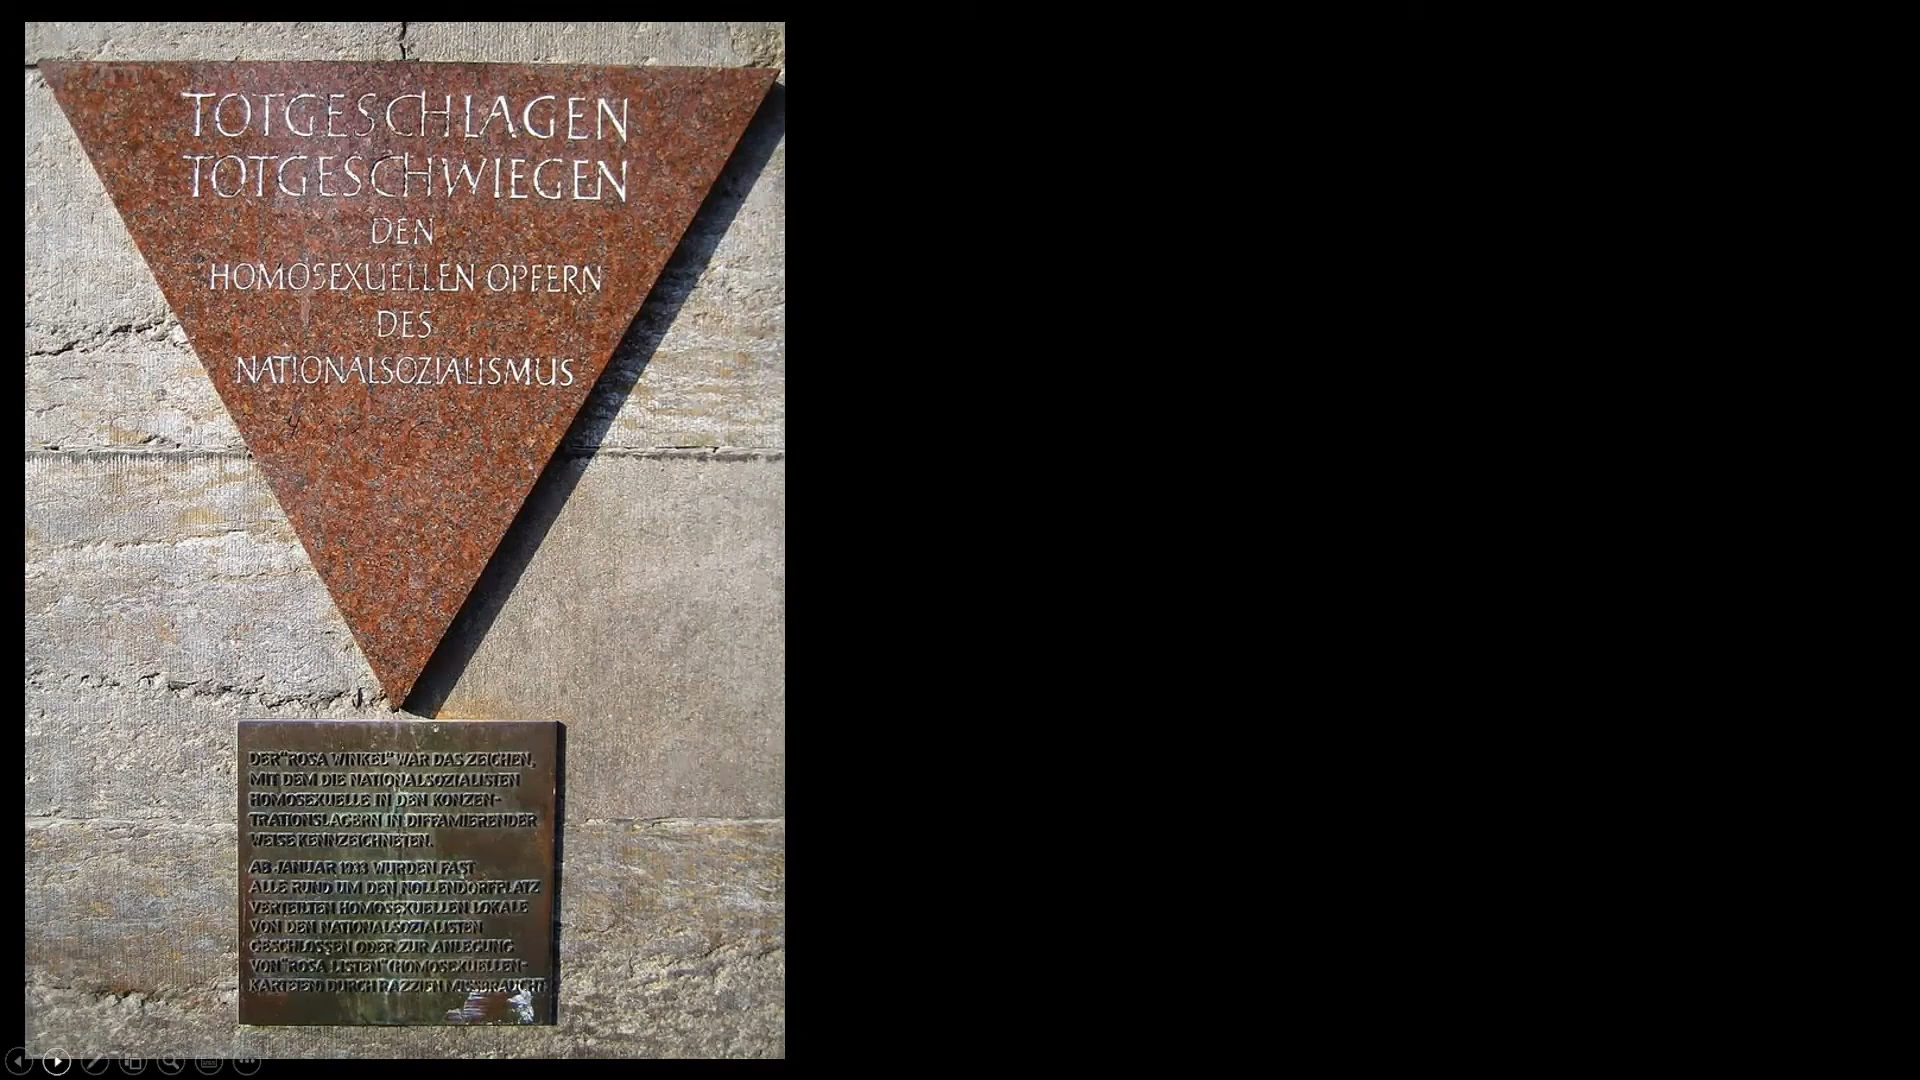 TOTGESCHLAGEN
TOTGESCHWIEGEN
DEN
HOMOSEXUELLEN OPFERN
DES
NATIONALSOZIALISMUS
DER "ROSA WINKEL" WAR DAS ZEICHEN,
MIT DEM DIE NATIONALSOZIALISTEN
HOMOSEXUELLE IN DEN KONZEN-
TRATIONSLAGERN IN DIFFAMIERENDER
WEISE KENNZEICHNETEN.
AB JANUAR 1933 WURDEN FAST
ALLE RUND UM DEN NOLLENDORFPLATZ
VERTEILTEN HOMOSEXUELLEN LOKALE
VON DEN NATIONALSOZIALISTEN
GESCHLOSSEN ODER ZUR ANLEGUNG
VON "ROSA LISTEN" (HOMOSEXUELLEN-
KARTEIEN) DURCH RAZZIEN MISSBRAUCHT